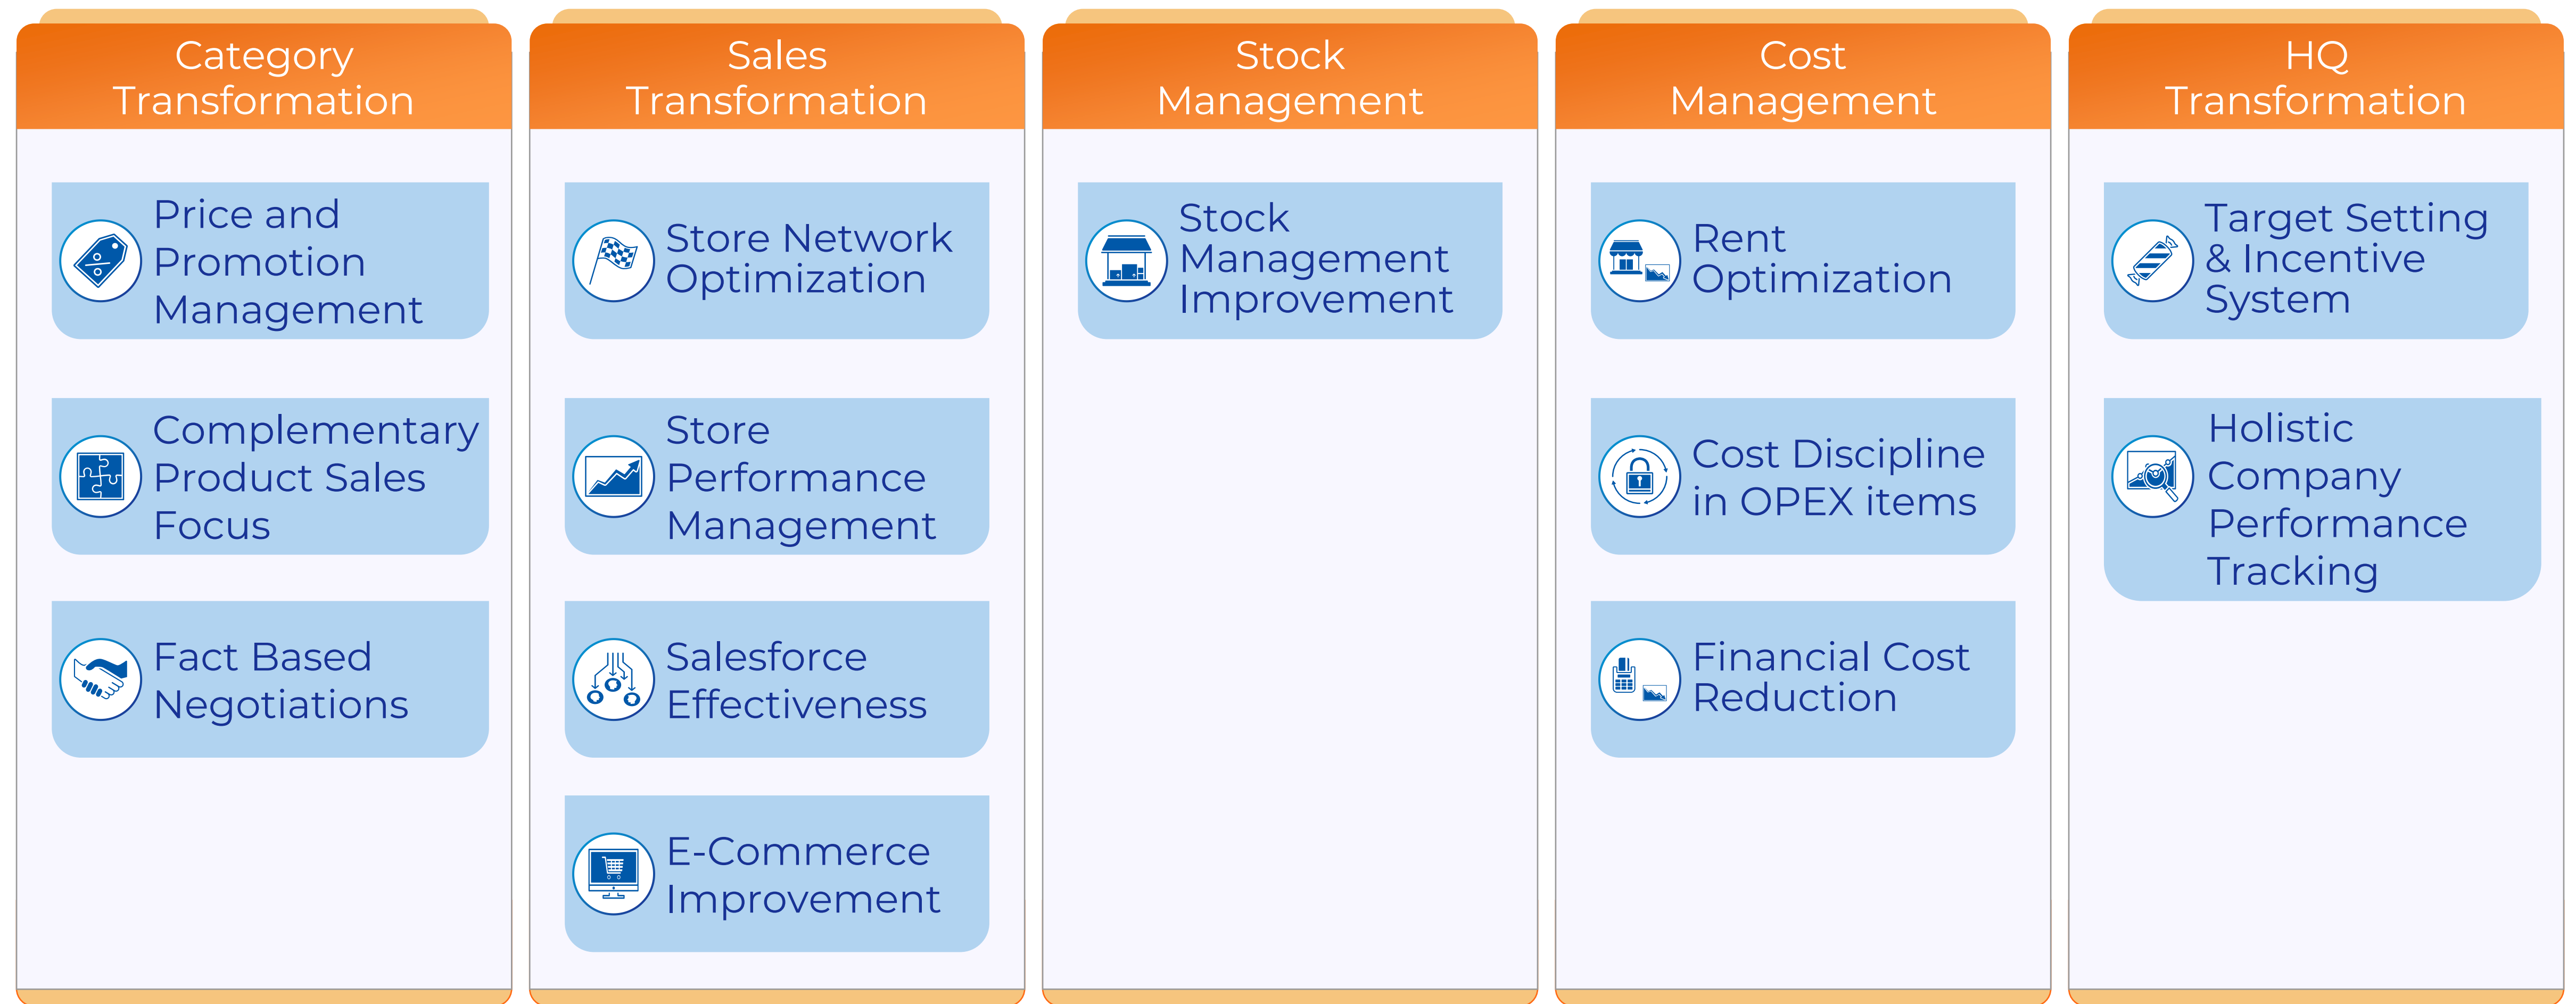 Category
Transformation
Price and
Promotion
Management
Complementary
Product Sales
Focus
Fact Based
Negotiations
Sales
Transformation
Store Network
Optimization
Store
Performance
Management
Salesforce
Effectiveness
E-Commerce
Improvement
Stock
Management
Stock
Management
Improvement
Cost
Management
Rent
Optimization
Cost Discipline
in OPEX items
Financial Cost
Reduction
HQ
Transformation
Target Setting
& Incentive
System
Holistic
Company
Performance
Tracking